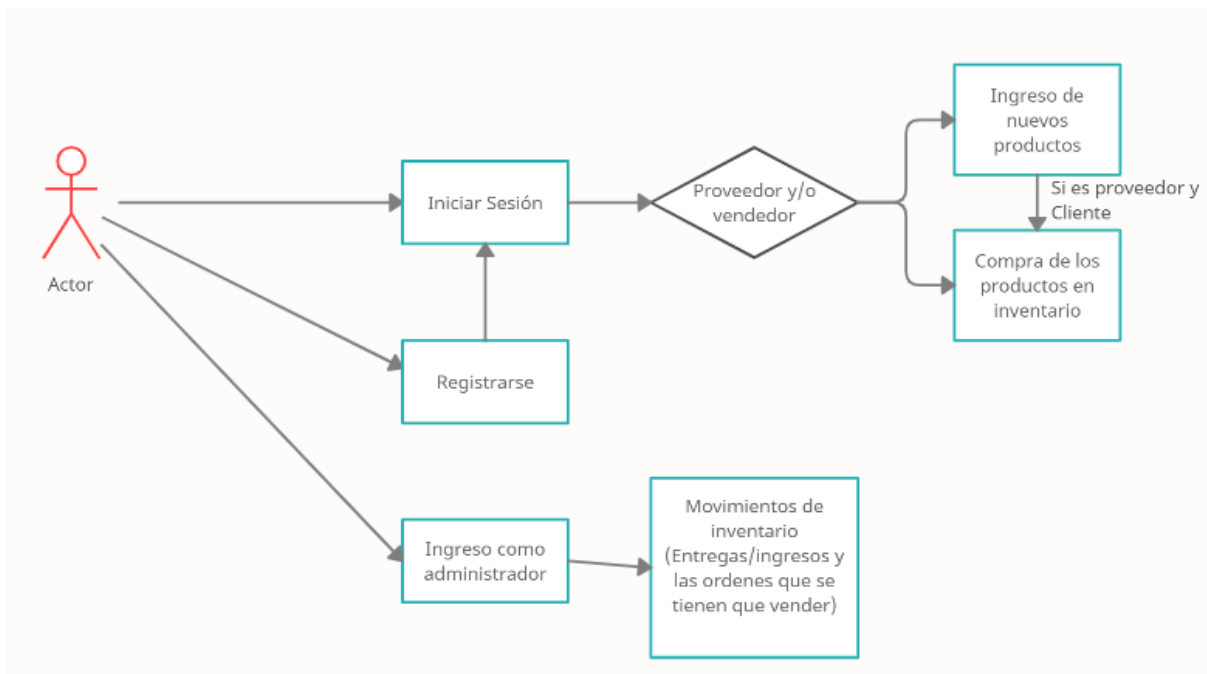 Ingreso de
nuevos
productos
Si es proveedor y
Cliente
Iniciar Sesión
Proveedor y/o
vendedor
Compra de los
productos en
inventario
Actor
Registrarse
Ingreso como
administrador
Movimientos de
inventario
(Entregas/ingresos y
las ordenes que se
tienen que vender)